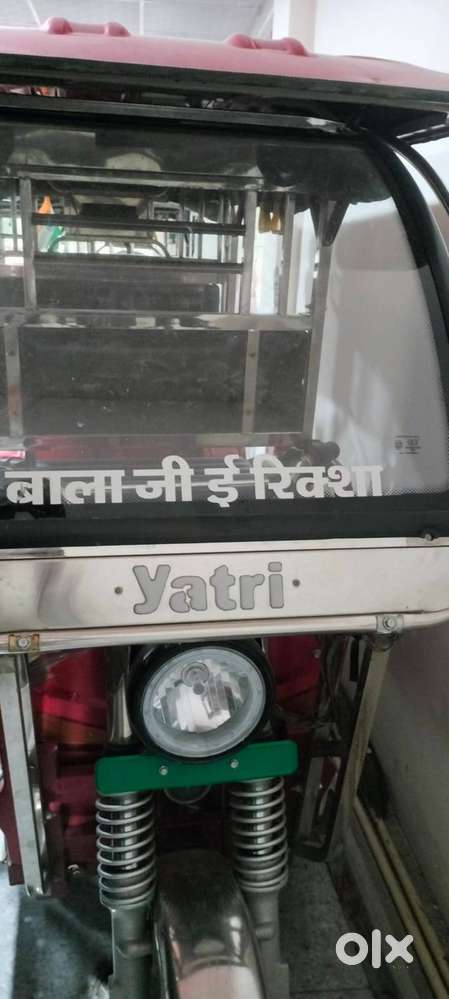 बाला जी ई रिक्शा
yatri
olx